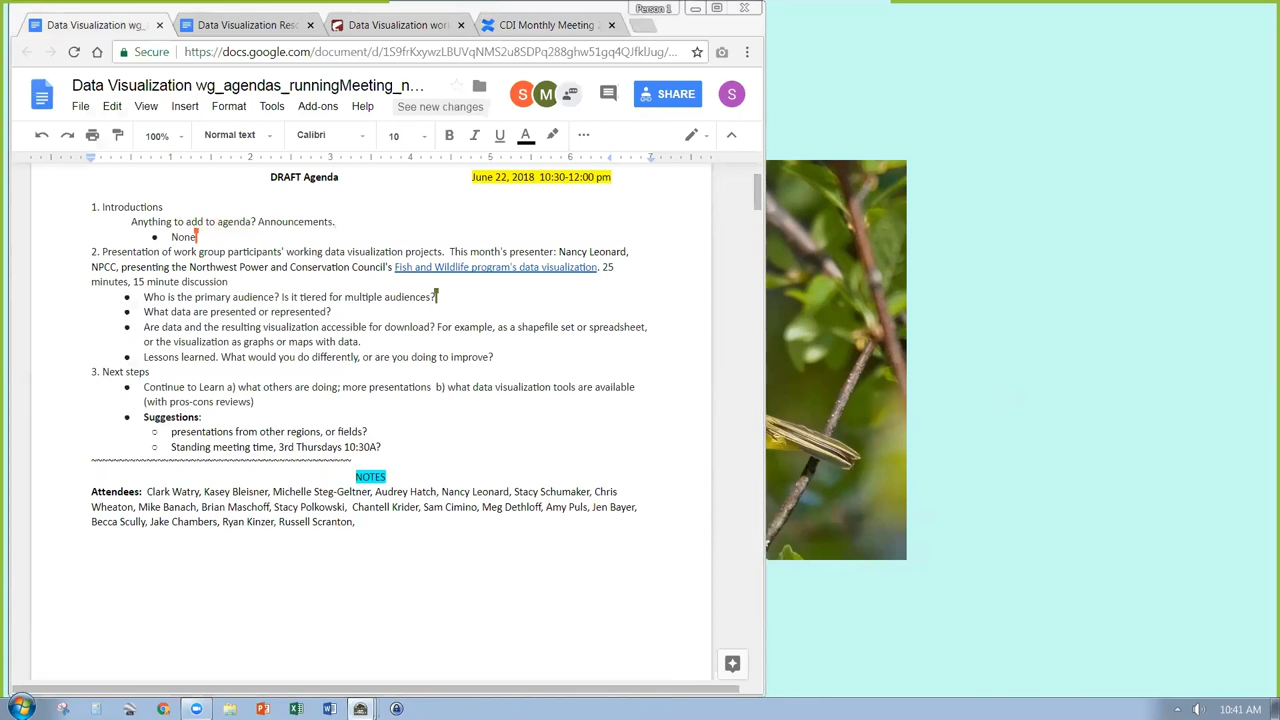 Person 1
Data Visualization wg_
Data Visualization Res
Data Visualization wor
CDI Monthly Meeting
Secure
https://docs.google.com/document/d/1S9frKxywzLBUVqNMS2u8SDPq288ghw51gq4QJfklJug/...
Data Visualization wg_agendas_runningMeeting_n...
S M SHARE S
File Edit View Insert Format Tools Add-ons Help See new changes
100% Normal text Calibri 10 B I U A
1 2 3 4 5 6 7
DRAFT Agenda June 22, 2018 10:30-12:00 pm
1. Introductions
Anything to add to agenda? Announcements.
● None
2. Presentation of work group participants' working data visualization projects. This month's presenter: Nancy Leonard,
NPCC, presenting the Northwest Power and Conservation Council's Fish and Wildlife program's data visualization. 25
minutes, 15 minute discussion
● Who is the primary audience? Is it tiered for multiple audiences?
● What data are presented or represented?
● Are data and the resulting visualization accessible for download? For example, as a shapefile set or spreadsheet,
or the visualization as graphs or maps with data.
● Lessons learned. What would you do differently, or are you doing to improve?
3. Next steps
● Continue to Learn a) what others are doing; more presentations b) what data visualization tools are available
(with pros-cons reviews)
● Suggestions:
○ presentations from other regions, or fields?
○ Standing meeting time, 3rd Thursdays 10:30A?
~~~~~~~~~~~~~~~~~~~~~~~~~~~~~~~~~~~~~~~~~~~
NOTES
Attendees: Clark Watry, Kasey Bleisner, Michelle Steg-Geltner, Audrey Hatch, Nancy Leonard, Stacy Schumaker, Chris
Wheaton, Mike Banach, Brian Maschoff, Stacy Polkowski, Chantell Krider, Sam Cimino, Meg Dethloff, Amy Puls, Jen Bayer,
Becca Scully, Jake Chambers, Ryan Kinzer, Russell Scranton,
10:41 AM